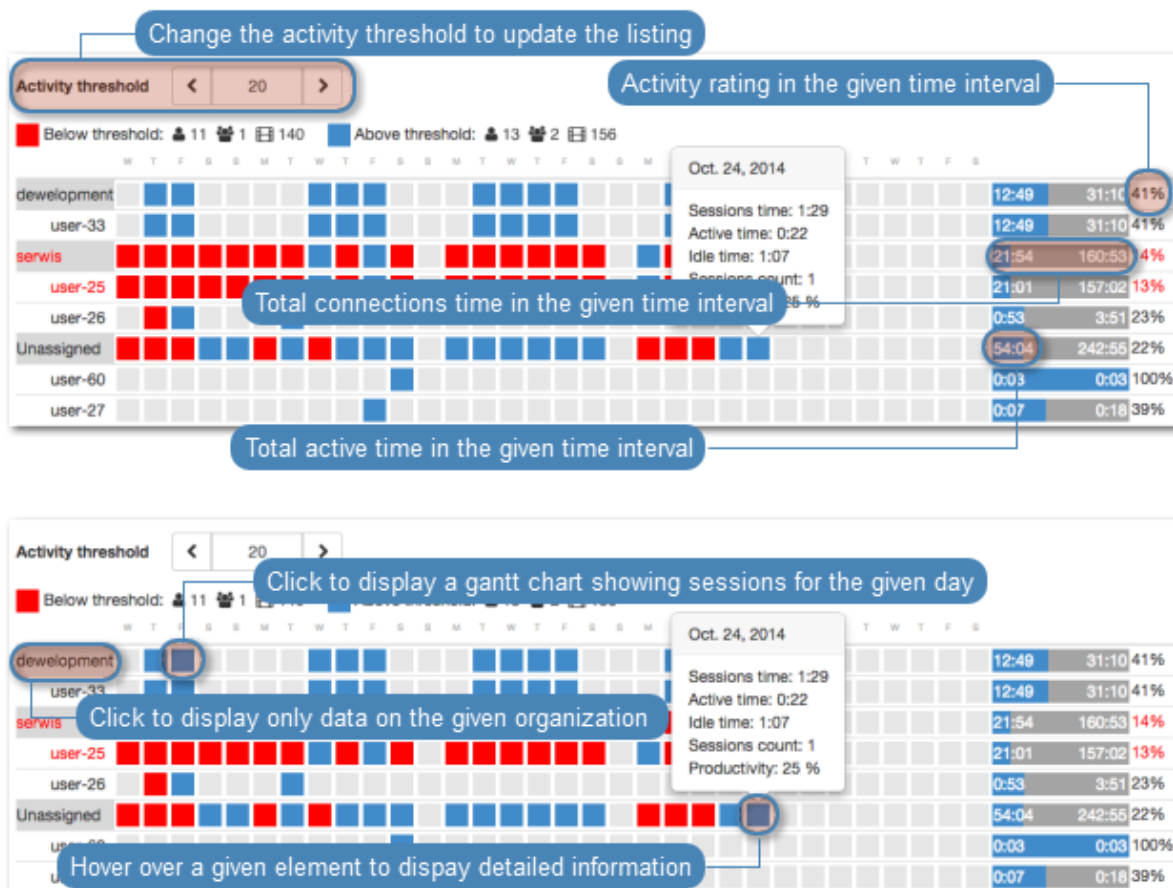 Change the activity threshold to update the listing
Activity threshold 20
Activity rating in the given time interval
Below threshold: 11 1 140 Above threshold: 13 2 156
W T F S S M T W T F S S M T W T F S S M T W T F S
Oct. 24, 2014
dewelopment 12:49 31:10 41%
Sessions time: 1:29
user-33 12:49 31:10 41%
Active time: 0:22
serwis 21:54 160:53 14%
Idle time: 1:07
Sessions count: 1
user-25 21:01 157:02 13%
Total connections time in the given time interval
25 %
user-26 0:53 3:51 23%
Unassigned 54:04 242:55 22%
user-60 0:03 0:03 100%
user-27 0:07 0:18 39%
Total active time in the given time interval
Activity threshold 20
Click to display a gantt chart showing sessions for the given day
Below threshold: 11 1
W T F S S M T W T F S S M T W T F S S M T W T F S
Oct. 24, 2014
dewelopment 12:49 31:10 41%
Sessions time: 1:29
user-33 12:49 31:10 41%
Active time: 0:22
Click to display only data on the given organization
serwis 21:54 160:53 14%
Idle time: 1:07
Sessions count: 1
user-25 21:01 157:02 13%
Productivity: 25 %
user-26 0:53 3:51 23%
Unassigned 54:04 242:55 22%
0:03 0:03 100%
Hover over a given element to dispay detailed information
0:07 0:18 39%